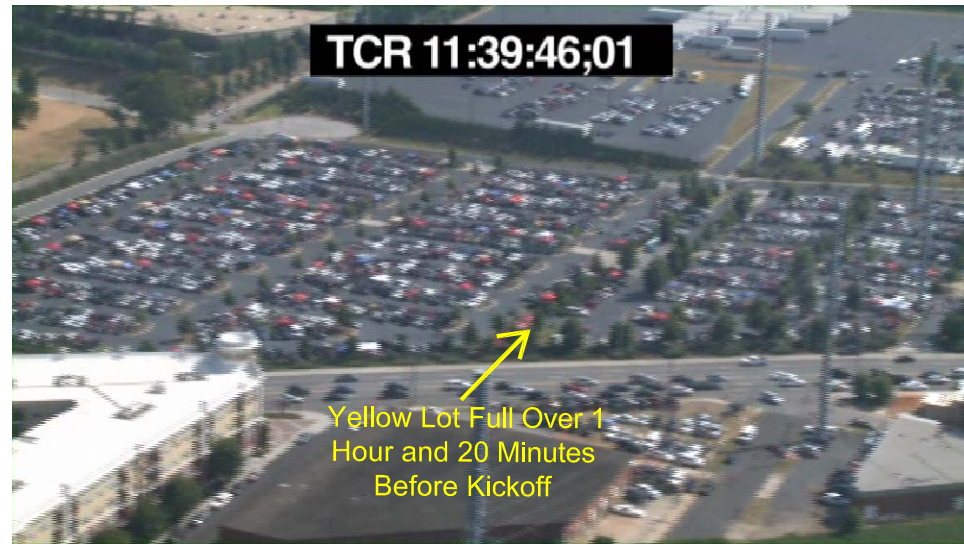 TCR 11:39:46;01
Yellow Lot Full Over 1
Hour and 20 Minutes
Before Kickoff